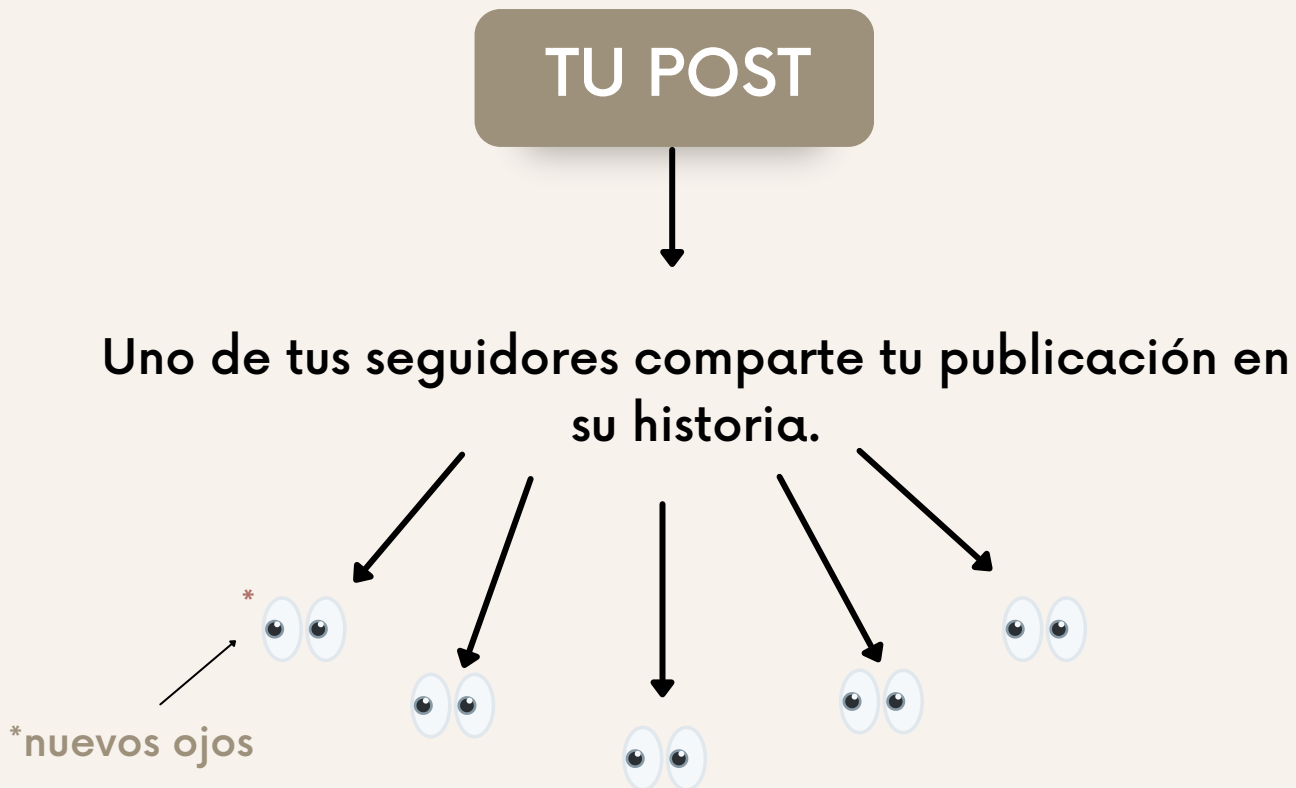 TU POST
Uno de tus seguidores comparte tu publicación en
su historia.
*
*nuevos ojos